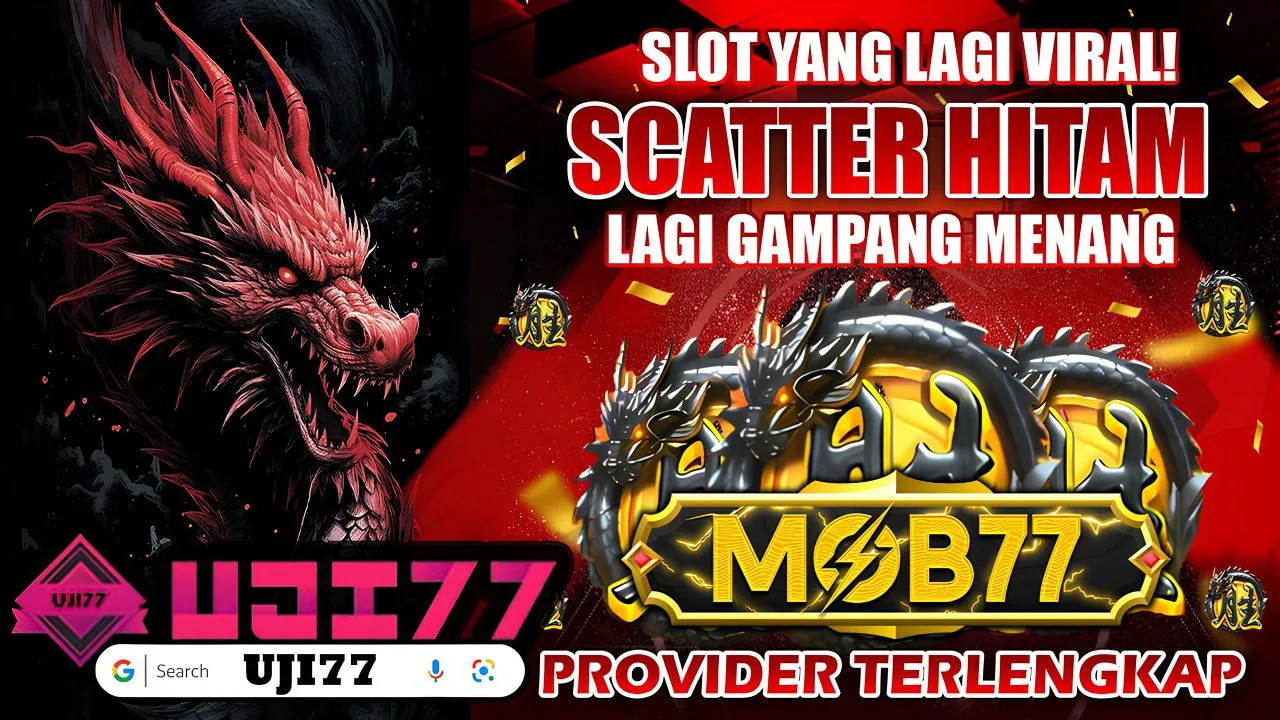 SLOT YANG LAGI VIRAL!
SCATTER HITAM
LAGI GAMPANG MENANG
MOB77
UJI77
UJI77
Search UJI77
PROVIDER TERLENGKAP